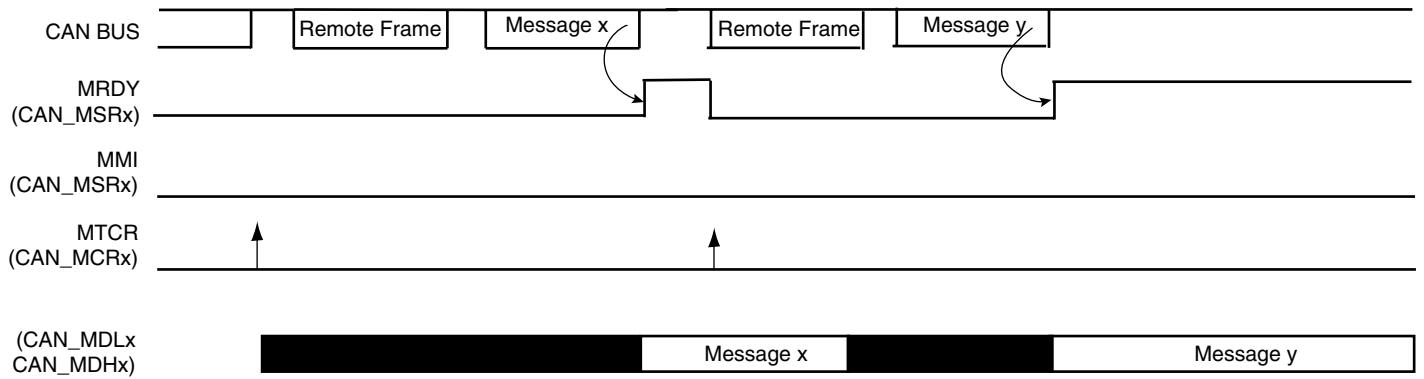 CAN BUS
Remote Frame
Message x
Remote Frame
Message y
MRDY
(CAN_MSRx)
MMI
(CAN_MSRx)
MTCR
(CAN_MCRx)
(CAN_MDLx
CAN_MDHx)
Message x
Message y